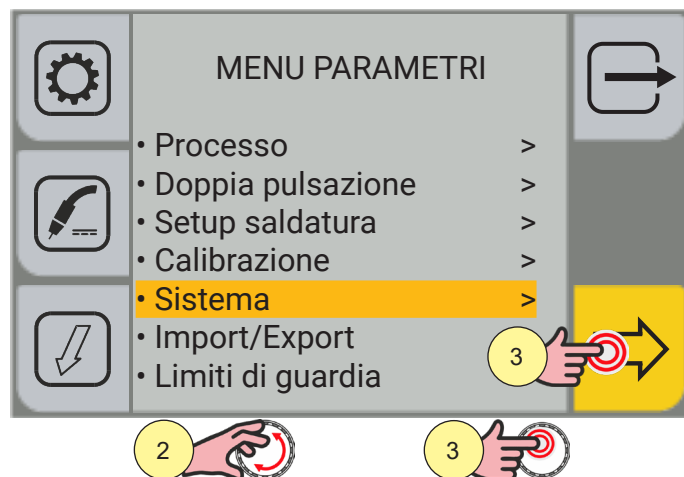 MENU PARAMETRI
• Processo >
• Doppia pulsazione >
• Setup saldatura >
• Calibrazione >
• Sistema >
• Import/Export
• Limiti di guardia
3
2
3